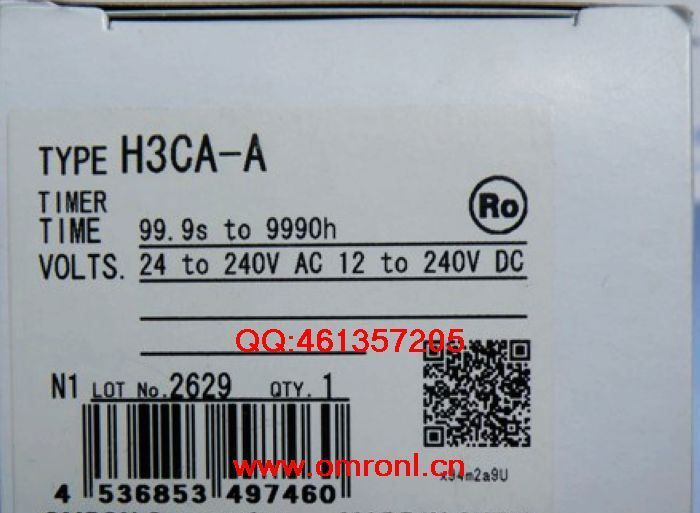 TYPE H3CA-A
TIMER
Ro
TIME 99.9s to 9990h
VOLTS. 24 to 240V AC 12 to 240V DC
QQ:461357205
N1 LOT No.2629 QTY.1
www.omronl.cn
x94m2a9U
4 536853 497460